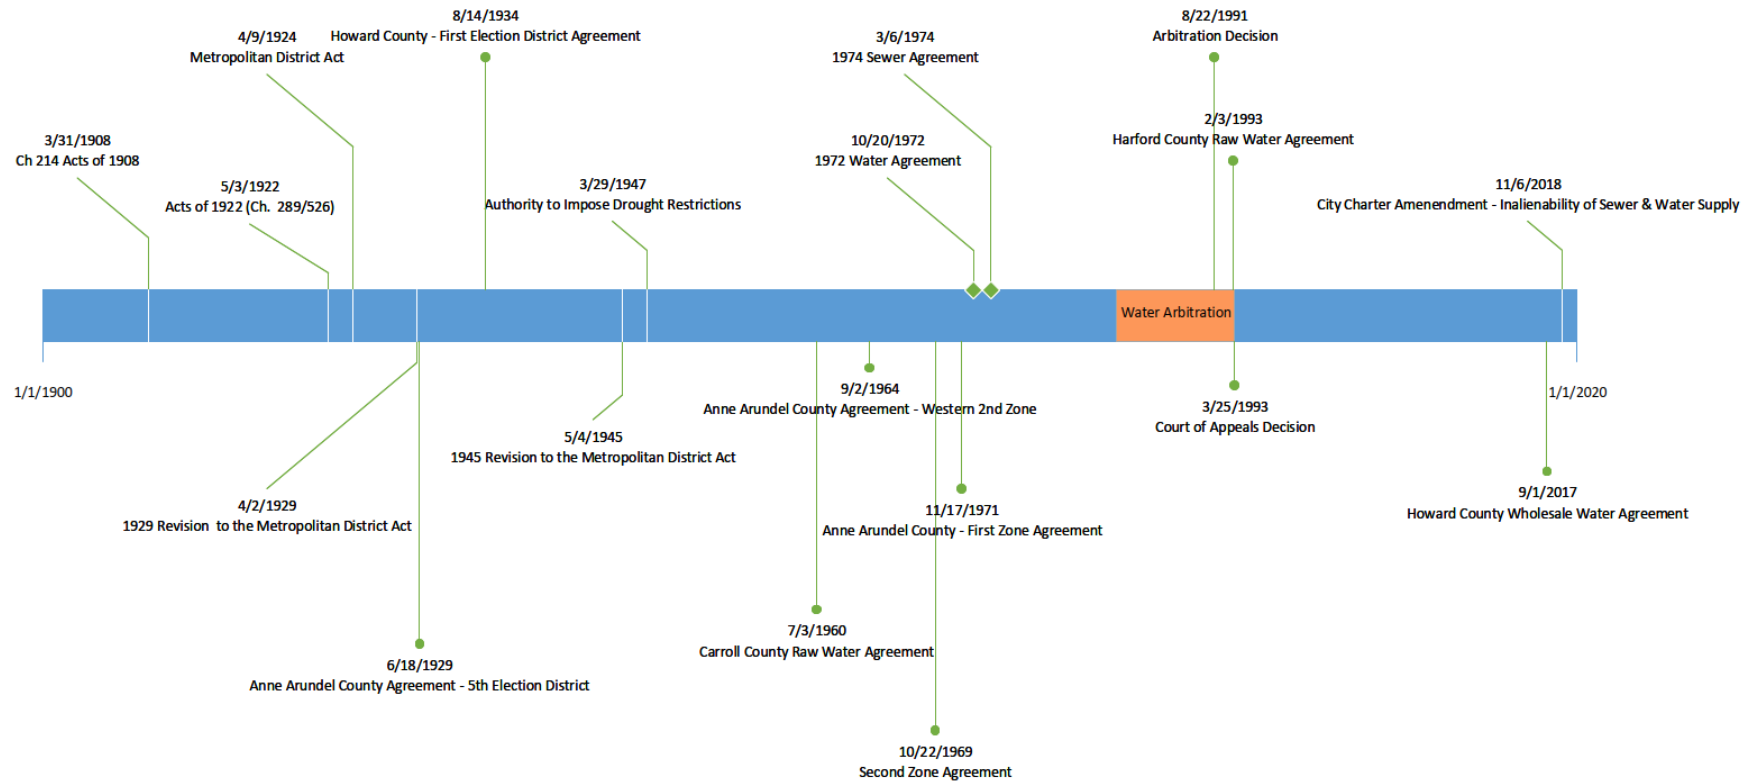 8/14/1934
Howard County - First Election District Agreement
8/22/1991
Arbitration Decision
4/9/1924
Metropolitan District Act
3/6/1974
1974 Sewer Agreement
2/3/1993
Harford County Raw Water Agreement
3/31/1908
Ch 214 Acts of 1908
10/20/1972
1972 Water Agreement
5/3/1922
Acts of 1922 (Ch. 289/526)
3/29/1947
Authority to Impose Drought Restrictions
11/6/2018
City Charter Amenendment - Inalienability of Sewer & Water Supply
Water Arbitration
1/1/1900
1/1/2020
9/2/1964
Anne Arundel County Agreement - Western 2nd Zone
3/25/1993
Court of Appeals Decision
5/4/1945
1945 Revision to the Metropolitan District Act
4/2/1929
1929 Revision to the Metropolitan District Act
11/17/1971
Anne Arundel County - First Zone Agreement
9/1/2017
Howard County Wholesale Water Agreement
7/3/1960
Carroll County Raw Water Agreement
6/18/1929
Anne Arundel County Agreement - 5th Election District
10/22/1969
Second Zone Agreement